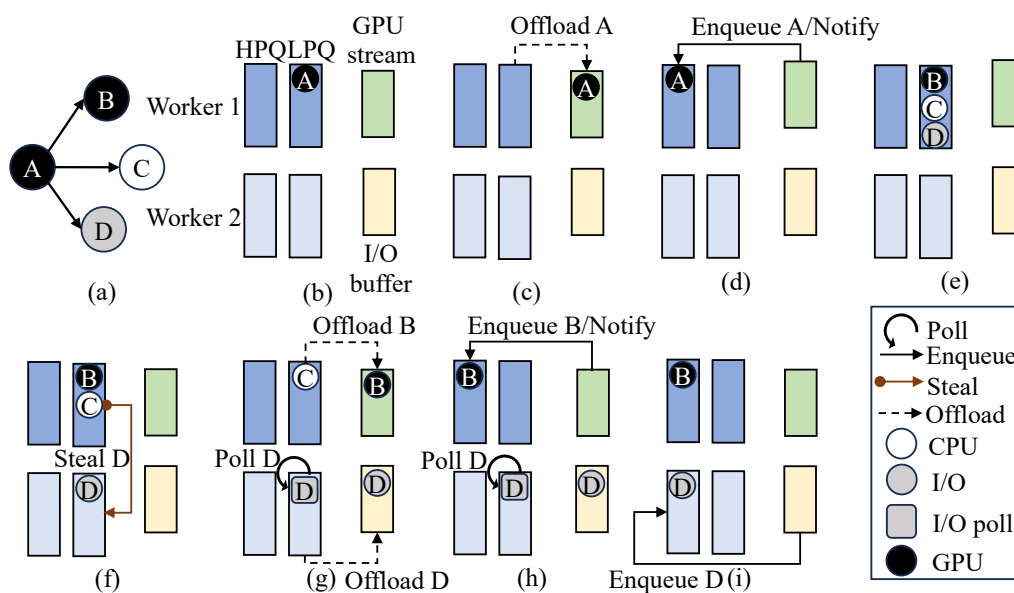 HPQ LPQ
GPU
stream
Worker 1
Worker 2
I/O
buffer
A
B
C
D
(a)
A
(b)
Offload A
A
(c)
Enqueue A/Notify
A
(d)
B
C
D
(e)
B
C
Steal D
D
(f)
Offload B
C
B
Poll D
D
D
Offload D
(g)
Enqueue B/Notify
B
Poll D
D
D
(h)
B
D
Enqueue D
(i)
Poll
Enqueue
Steal
Offload
CPU
I/O
I/O poll
GPU